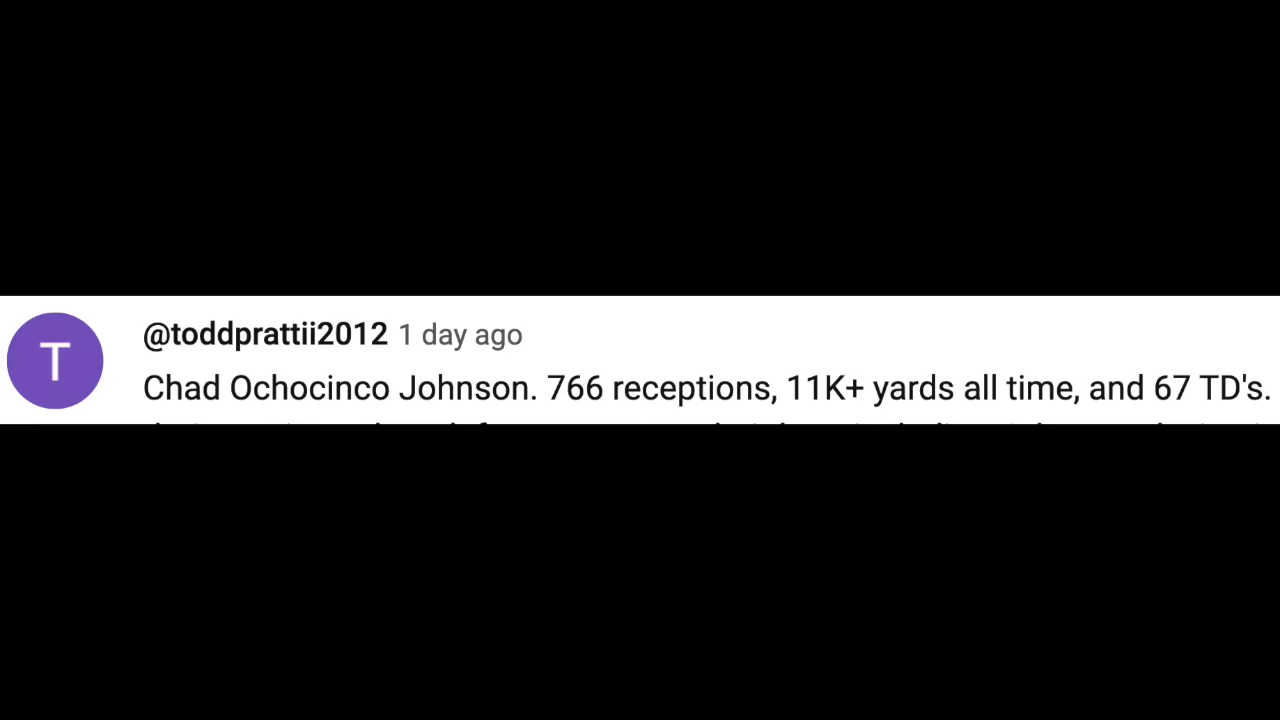 T
@toddprattii2012 1 day ago
Chad Ochocinco Johnson. 766 receptions, 11K+ yards all time, and 67 TD's.